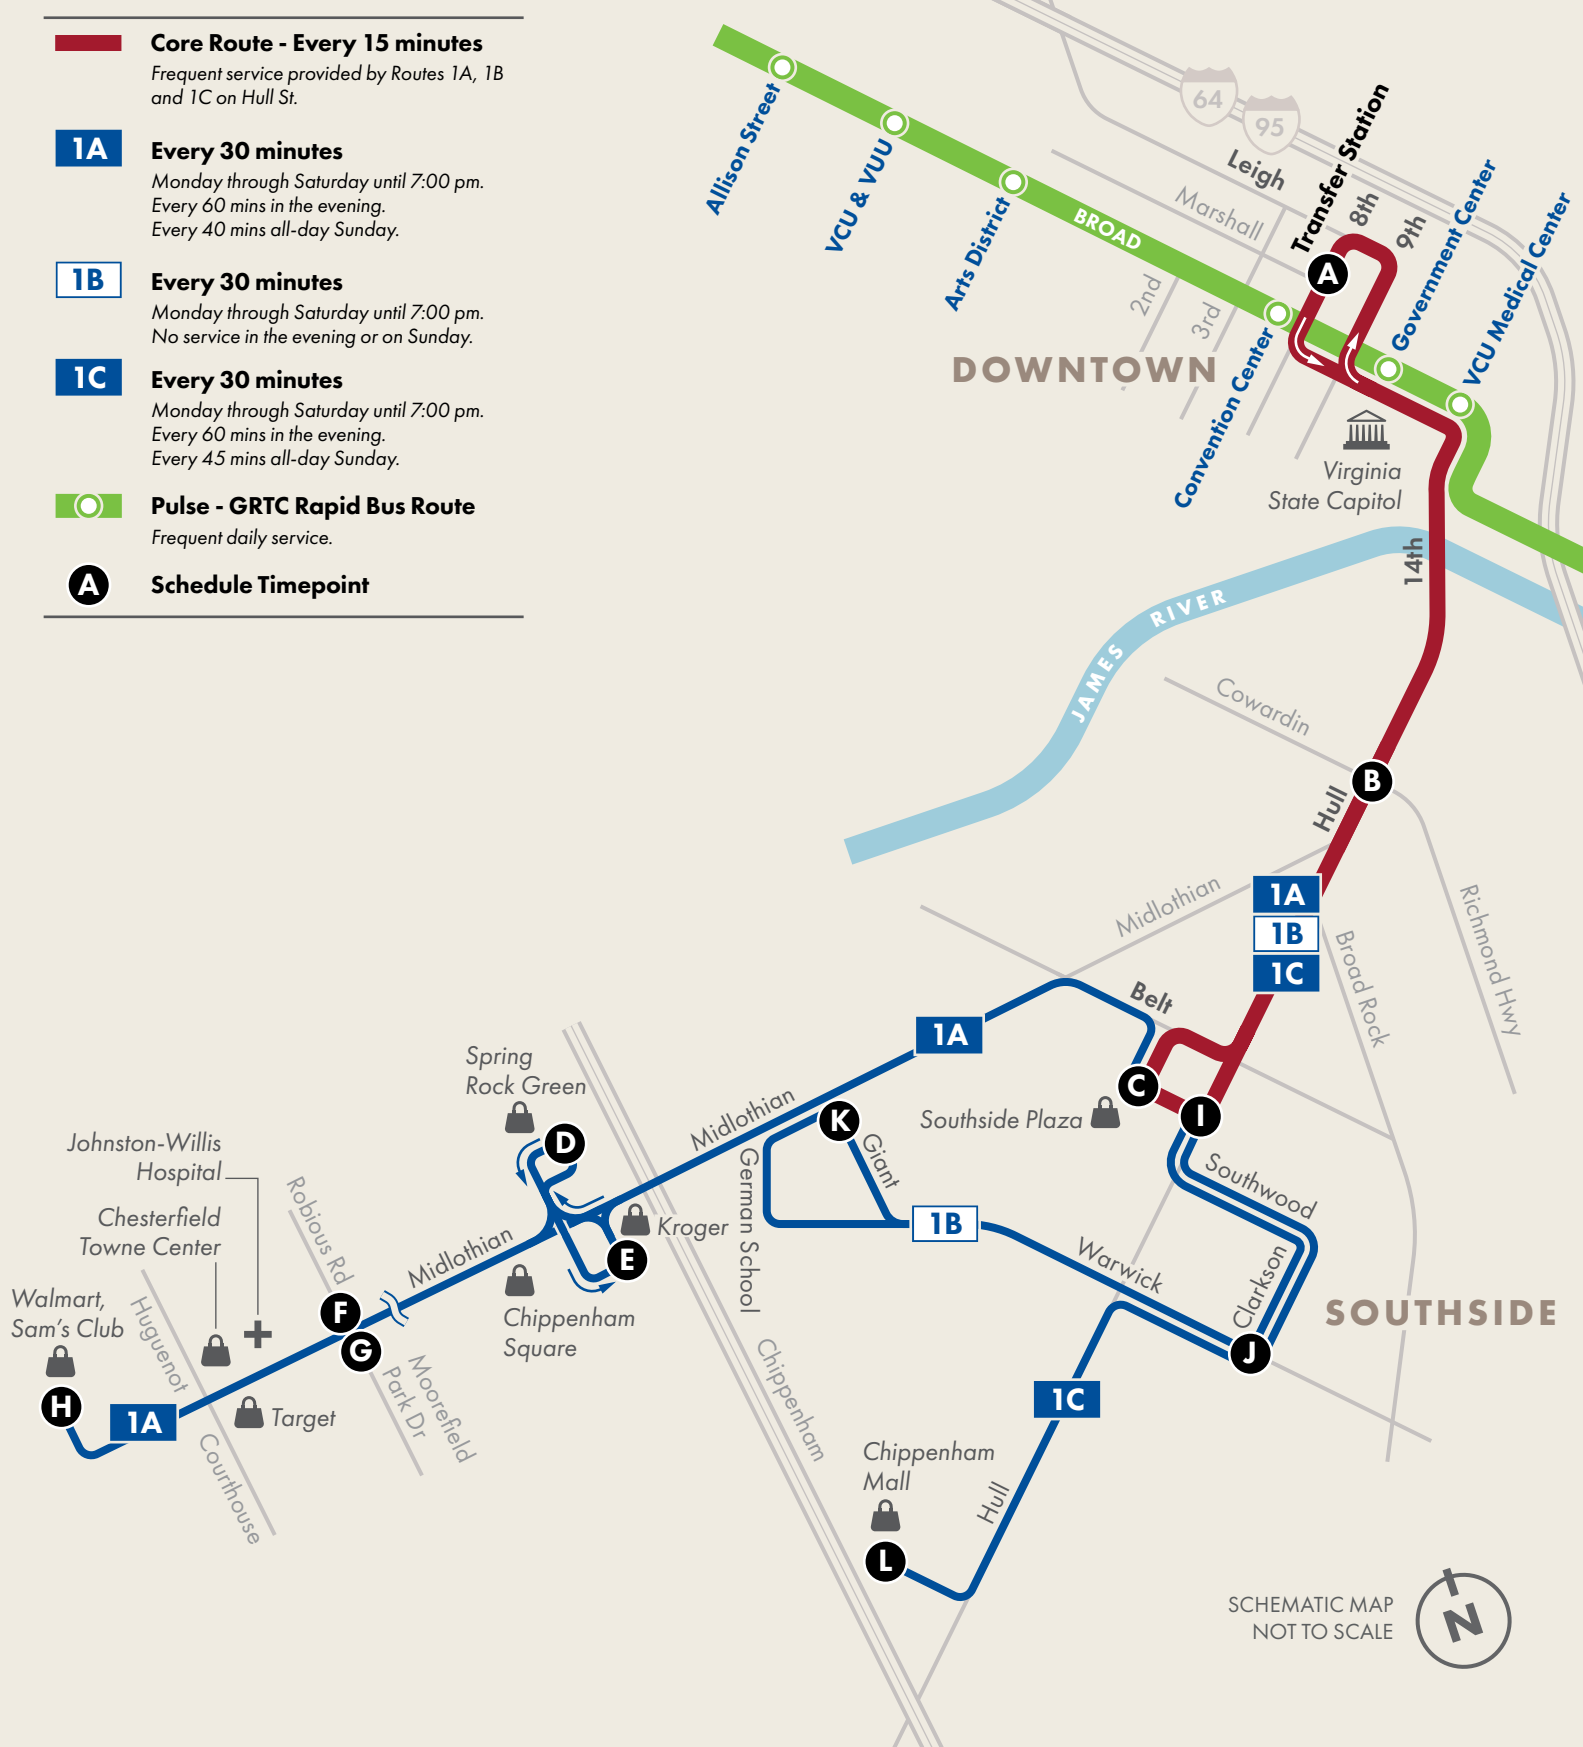 Core Route - Every 15 minutes
Frequent service provided by Routes 1A, 1B
and 1C on Hull St.
1A
Every 30 minutes
Monday through Saturday until 7:00 pm.
Every 60 mins in the evening.
Every 40 mins all-day Sunday.
1B
Every 30 minutes
Monday through Saturday until 7:00 pm.
No service in the evening or on Sunday.
1C
Every 30 minutes
Monday through Saturday until 7:00 pm.
Every 60 mins in the evening.
Every 45 mins all-day Sunday.
Pulse - GRTC Rapid Bus Route
Frequent daily service.
A
Schedule Timepoint
Allison Street
VCU & VUU
Arts District
BROAD
64
95
Leigh
Marshall
Transfer Station
8th
9th
A
Government Center
VCU Medical Center
2nd
3rd
DOWNTOWN
Convention Center
Virginia
State Capitol
14th
JAMES RIVER
Cowardin
B
Hull
Midlothian
1A
1B
1C
Broad Rock
Richmond Hwy
Belt
1A
C
I
Southside Plaza
Spring
Rock Green
D
Midlothian
K
Giant
German School
Southwood
Johnston-Willis
Hospital
Chesterfield
Towne Center
Robious Rd
Midlothian
Kroger
E
1B
Warwick
Clarkson
SOUTHSIDE
Walmart,
Sam's Club
Huguenot
F
G
Chippenham
Square
J
H
1A
Target
Moorefield
Park Dr
Courthouse
Chippenham
1C
Chippenham
Mall
Hull
L
SCHEMATIC MAP
NOT TO SCALE
N